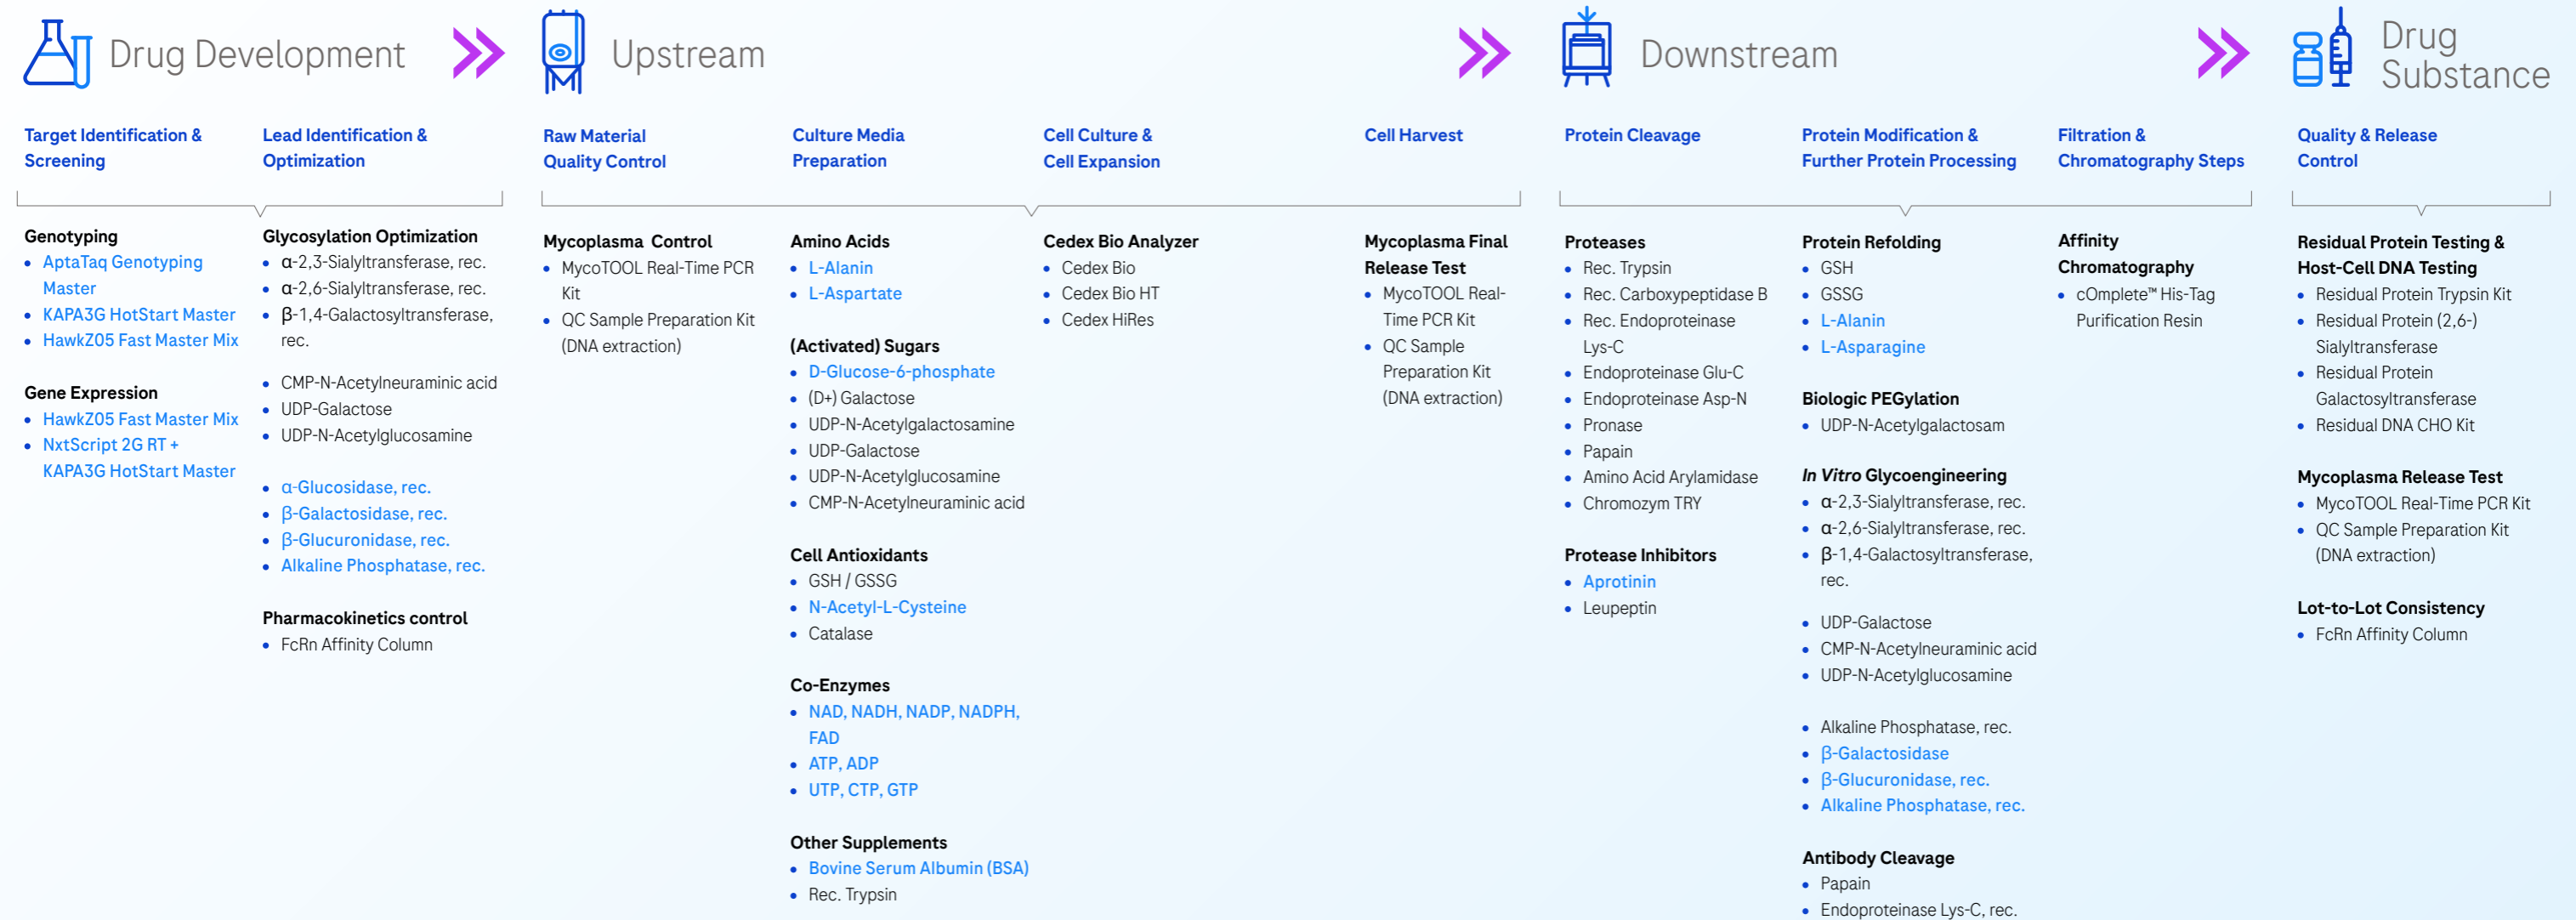 Drug Development
Upstream
Downstream
Drug
Substance
Target Identification &
Screening
Genotyping
AptaTaq Genotyping
Master
KAPA3G HotStart Master
HawkZ05 Fast Master Mix
Gene Expression
HawkZ05 Fast Master Mix
NxtScript 2G RT +
KAPA3G HotStart Master
Lead Identification &
Optimization
Glycosylation Optimization
α-2,3-Sialyltransferase, rec.
α-2,6-Sialyltransferase, rec.
β-1,4-Galactosyltransferase,
rec.
CMP-N-Acetylneuraminic acid
UDP-Galactose
UDP-N-Acetylglucosamine
α-Glucosidase, rec.
β-Galactosidase, rec.
β-Glucuronidase, rec.
Alkaline Phosphatase, rec.
Pharmacokinetics control
FcRn Affinity Column
Raw Material
Quality Control
Mycoplasma Control
MycoTOOL Real-Time PCR
Kit
QC Sample Preparation Kit
(DNA extraction)
Culture Media
Preparation
Amino Acids
L-Alanin
L-Aspartate
(Activated) Sugars
D-Glucose-6-phosphate
(D+) Galactose
UDP-N-Acetylgalactosamine
UDP-Galactose
UDP-N-Acetylglucosamine
CMP-N-Acetylneuraminic acid
Cell Antioxidants
GSH / GSSG
N-Acetyl-L-Cysteine
Catalase
Co-Enzymes
NAD, NADH, NADP, NADPH,
FAD
ATP, ADP
UTP, CTP, GTP
Other Supplements
Bovine Serum Albumin (BSA)
Rec. Trypsin
Cell Culture &
Cell Expansion
Cedex Bio Analyzer
Cedex Bio
Cedex Bio HT
Cedex HiRes
Cell Harvest
Mycoplasma Final
Release Test
MycoTOOL Real-
Time PCR Kit
QC Sample
Preparation Kit
(DNA extraction)
Protein Cleavage
Proteases
Rec. Trypsin
Rec. Carboxypeptidase B
Rec. Endoproteinase
Lys-C
Endoproteinase Glu-C
Endoproteinase Asp-N
Pronase
Papain
Amino Acid Arylamidase
Chromozym TRY
Protease Inhibitors
Aprotinin
Leupeptin
Protein Modification &
Further Protein Processing
Protein Refolding
GSH
GSSG
L-Alanin
L-Asparagine
Biologic PEGylation
UDP-N-Acetylgalactosam
In Vitro Glycoengineering
α-2,3-Sialyltransferase, rec.
α-2,6-Sialyltransferase, rec.
β-1,4-Galactosyltransferase,
rec.
UDP-Galactose
CMP-N-Acetylneuraminic acid
UDP-N-Acetylglucosamine
Alkaline Phosphatase, rec.
β-Galactosidase
β-Glucuronidase, rec.
Alkaline Phosphatase, rec.
Antibody Cleavage
Papain
Endoproteinase Lys-C, rec.
Filtration &
Chromatography Steps
Affinity
Chromatography
cOmplete™ His-Tag
Purification Resin
Quality & Release
Control
Residual Protein Testing &
Host-Cell DNA Testing
Residual Protein Trypsin Kit
Residual Protein (2,6-)
Sialyltransferase
Residual Protein
Galactosyltransferase
Residual DNA CHO Kit
Mycoplasma Release Test
MycoTOOL Real-Time PCR Kit
QC Sample Preparation Kit
(DNA extraction)
Lot-to-Lot Consistency
FcRn Affinity Column